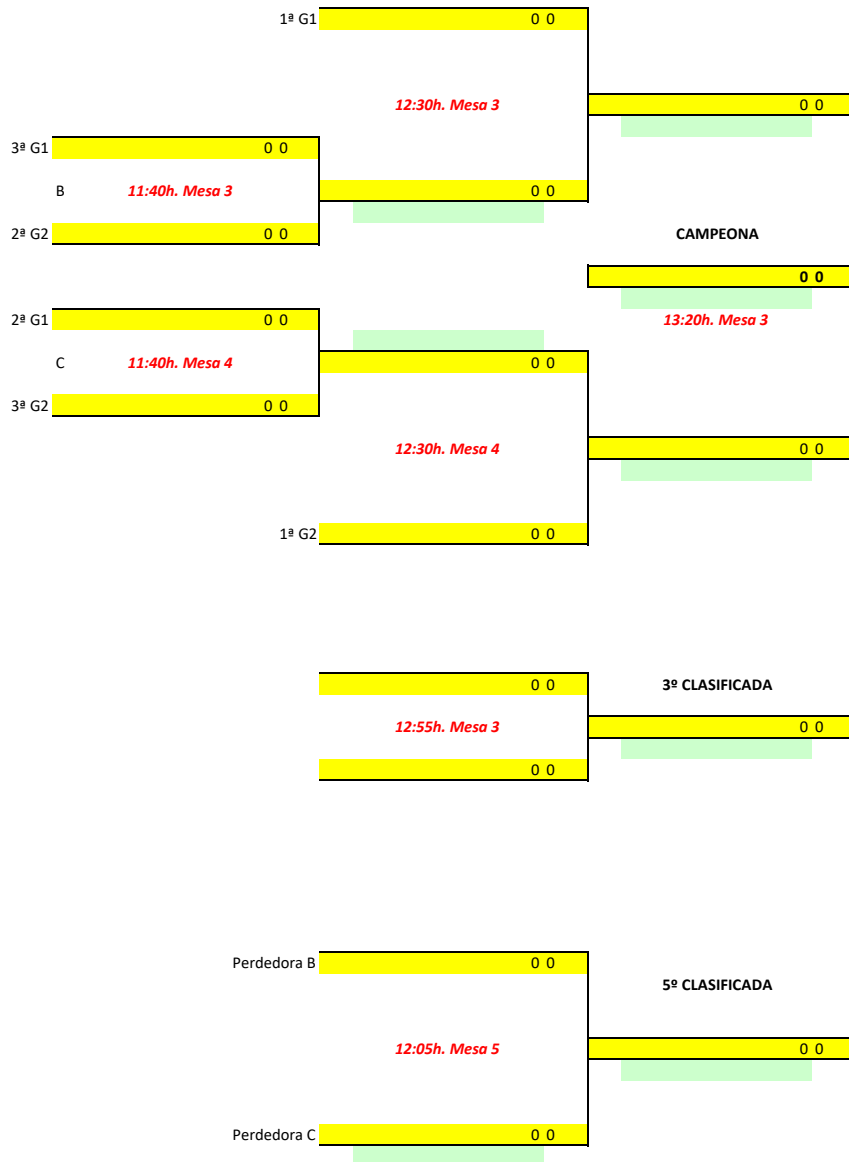 1ª G1 0 0
12:30h. Mesa 3
0 0
3ª G1 0 0
B 11:40h. Mesa 3
0 0
2ª G2 0 0
CAMPEONA
0 0
2ª G1 0 0
13:20h. Mesa 3
C 11:40h. Mesa 4
0 0
3ª G2 0 0
12:30h. Mesa 4
0 0
1ª G2 0 0
0 0
3º CLASIFICADA
12:55h. Mesa 3
0 0
0 0
Perdedora B 0 0
5º CLASIFICADA
12:05h. Mesa 5
0 0
Perdedora C 0 0